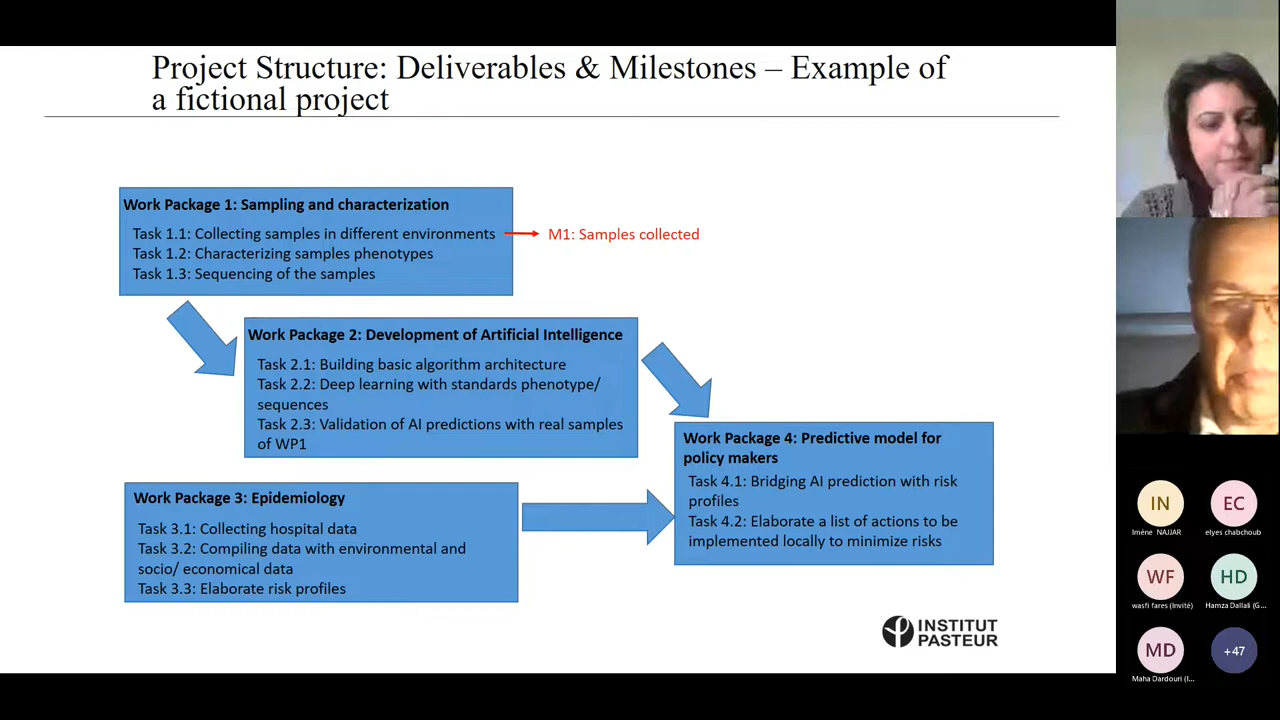 Project Structure: Deliverables & Milestones – Example of
a fictional project
Work Package 1: Sampling and characterization
Task 1.1: Collecting samples in different environments
M1: Samples collected
Task 1.2: Characterizing samples phenotypes
Task 1.3: Sequencing of the samples
Work Package 2: Development of Artificial Intelligence
Task 2.1: Building basic algorithm architecture
Task 2.2: Deep learning with standards phenotype/
sequences
Task 2.3: Validation of AI predictions with real samples
of WP1
Work Package 3: Epidemiology
Task 3.1: Collecting hospital data
Task 3.2: Compiling data with environmental and
socio/ economical data
Task 3.3: Elaborate risk profiles
Work Package 4: Predictive model for
policy makers
Task 4.1: Bridging AI prediction with risk
profiles
Task 4.2: Elaborate a list of actions to be
implemented locally to minimize risks
INSTITUT
PASTEUR
IN
Imène NAJJAR
EC
elyes chabchoub
WF
wasfi fares (Invité)
HD
Hamza Dallali (G...
MD
Maha Dardouri (I...
+47